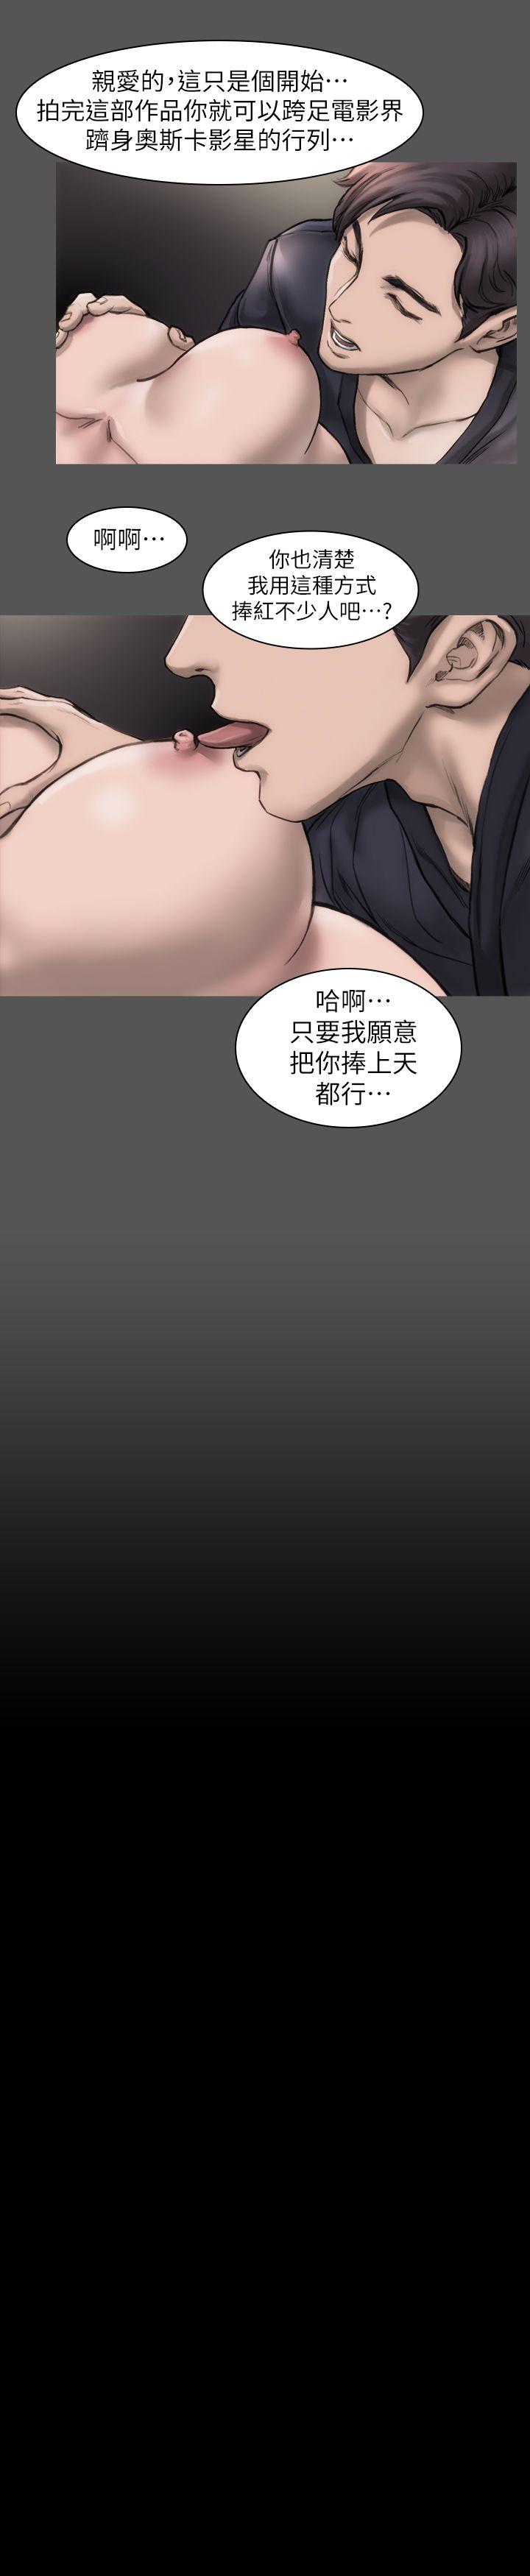 親愛的，這只是個開始…
拍完這部作品你就可以跨足電影界
躋身奧斯卡影星的行列…
啊啊…
你也清楚
我用這種方式
捧紅不少人吧…?
哈啊…
只要我願意
把你捧上天
都行…